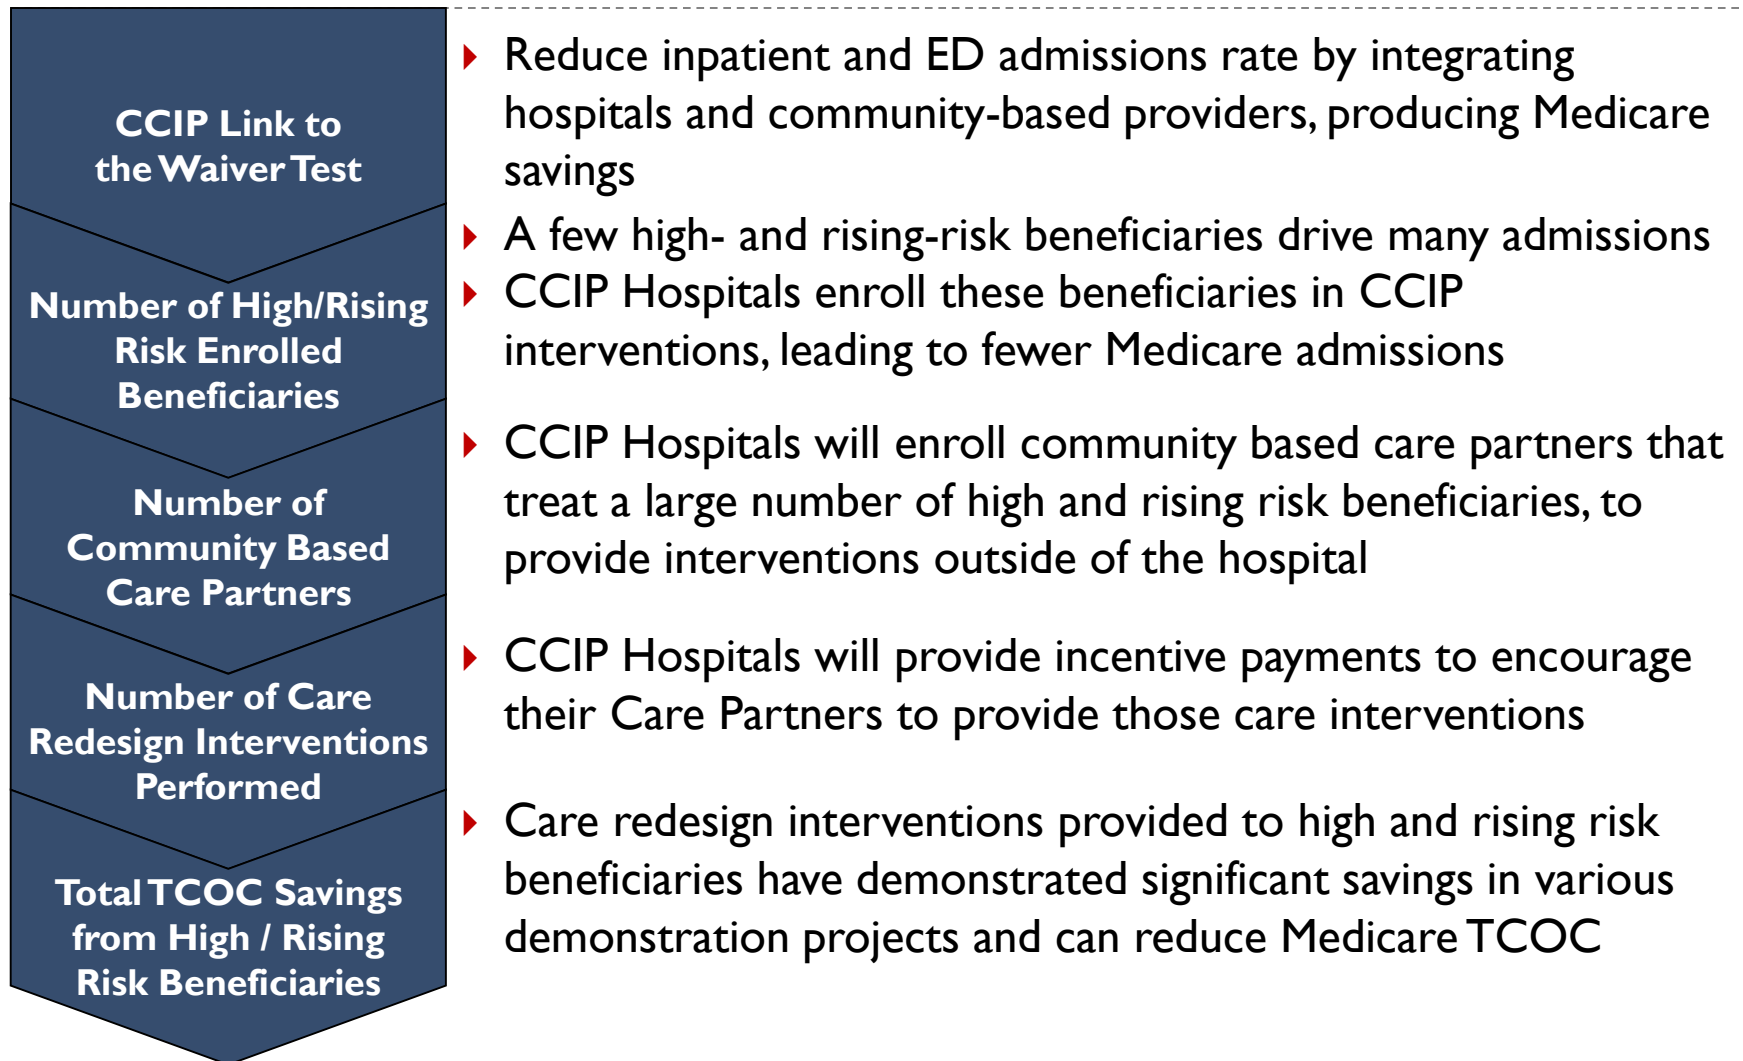 CCIP Link to
the Waiver Test
▸ Reduce inpatient and ED admissions rate by integrating
hospitals and community-based providers, producing Medicare
savings
Number of High/Rising
Risk Enrolled
Beneficiaries
▸ A few high- and rising-risk beneficiaries drive many admissions
▸ CCIP Hospitals enroll these beneficiaries in CCIP
interventions, leading to fewer Medicare admissions
Number of
Community Based
Care Partners
▸ CCIP Hospitals will enroll community based care partners that
treat a large number of high and rising risk beneficiaries, to
provide interventions outside of the hospital
Number of Care
Redesign Interventions
Performed
▸ CCIP Hospitals will provide incentive payments to encourage
their Care Partners to provide those care interventions
Total TCOC Savings
from High / Rising
Risk Beneficiaries
▸ Care redesign interventions provided to high and rising risk
beneficiaries have demonstrated significant savings in various
demonstration projects and can reduce Medicare TCOC